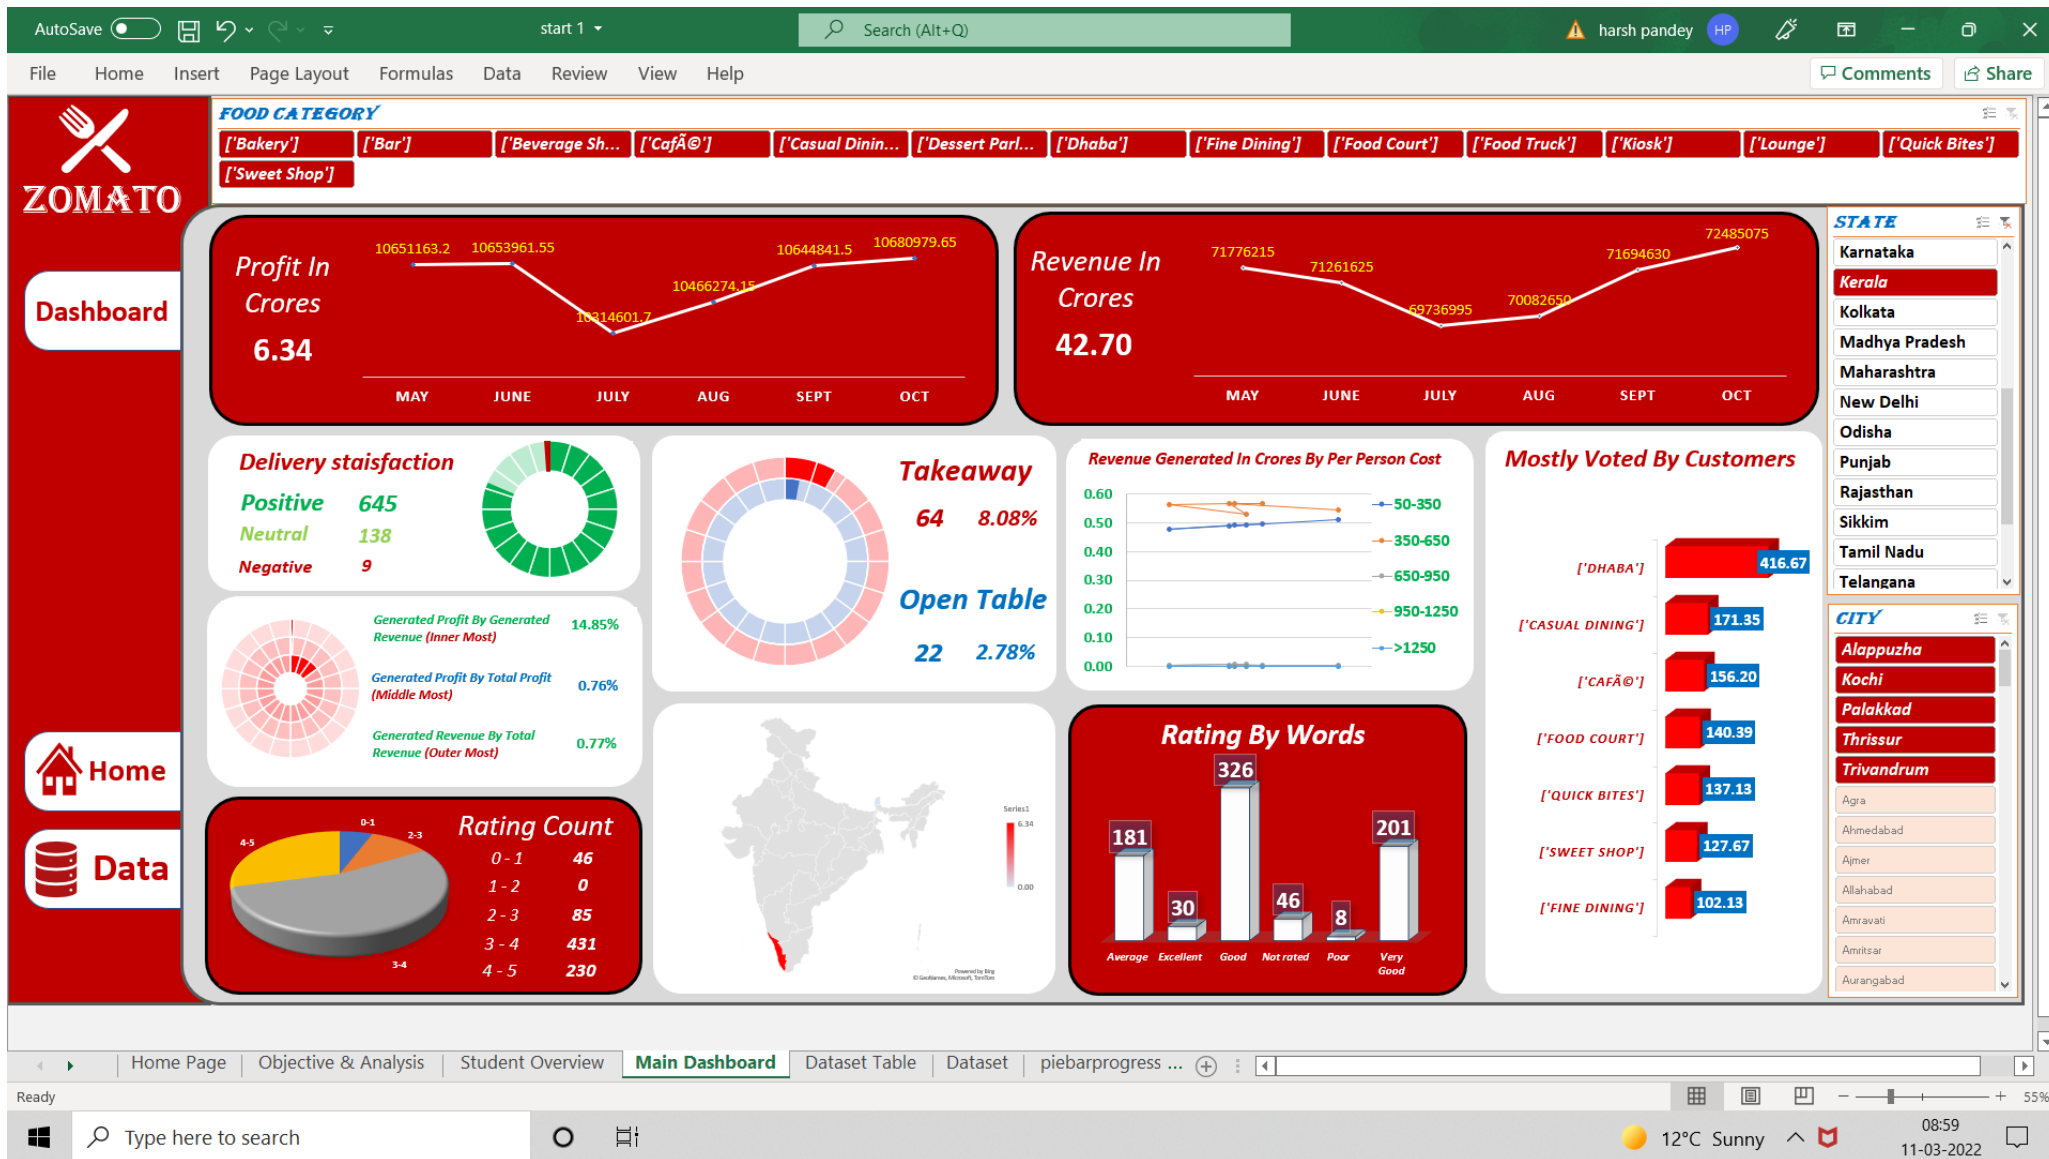 AutoSave
start 1
Search (Alt+Q)
harsh pandey
HP
File Home Insert Page Layout Formulas Data Review View Help
Comments Share
ZOMATO
Dashboard
Home
Data
FOOD CATEGORY
['Bakery'] ['Bar'] ['Beverage Sh... ['CafÃ©'] ['Casual Dinin... ['Dessert Parl... ['Dhaba'] ['Fine Dining'] ['Food Court'] ['Food Truck'] ['Kiosk'] ['Lounge'] ['Quick Bites']
['Sweet Shop']
Profit In
Crores
6.34
10651163.2 10653961.55 10314601.7 10466274.15 10644841.5 10680979.65
MAY JUNE JULY AUG SEPT OCT
Revenue In
Crores
42.70
71776215 71261625 69736995 70082650 71694630 72485075
MAY JUNE JULY AUG SEPT OCT
STATE
Karnataka
Kerala
Kolkata
Madhya Pradesh
Maharashtra
New Delhi
Odisha
Punjab
Rajasthan
Sikkim
Tamil Nadu
Telangana
CITY
Alappuzha
Kochi
Palakkad
Thrissur
Trivandrum
Agra
Ahmedabad
Ajmer
Allahabad
Amravati
Amritsar
Aurangabad
Delivery staisfaction
Positive 645
Neutral 138
Negative 9
Generated Profit By Generated
Revenue (Inner Most)
14.85%
Generated Profit By Total Profit
(Middle Most)
0.76%
Generated Revenue By Total
Revenue (Outer Most)
0.77%
Rating Count
0 - 1 46
1 - 2 0
2 - 3 85
3 - 4 431
4 - 5 230
0-1
2-3
3-4
4-5
Takeaway
64 8.08%
Open Table
22 2.78%
Series1
6.34
0.00
Powered by Bing
© GeoNames, Microsoft, TomTom
Revenue Generated In Crores By Per Person Cost
0.60
0.50
0.40
0.30
0.20
0.10
0.00
50-350
350-650
650-950
950-1250
>1250
Rating By Words
181 30 326 46 8 201
Average Excellent Good Not rated Poor Very
Good
Mostly Voted By Customers
['DHABA'] 416.67
['CASUAL DINING'] 171.35
['CAFÃ©'] 156.20
['FOOD COURT'] 140.39
['QUICK BITES'] 137.13
['SWEET SHOP'] 127.67
['FINE DINING'] 102.13
Home Page Objective & Analysis Student Overview Main Dashboard Dataset Table Dataset piebarprogress ...
Ready
55%
Type here to search
12°C Sunny
08:59
11-03-2022